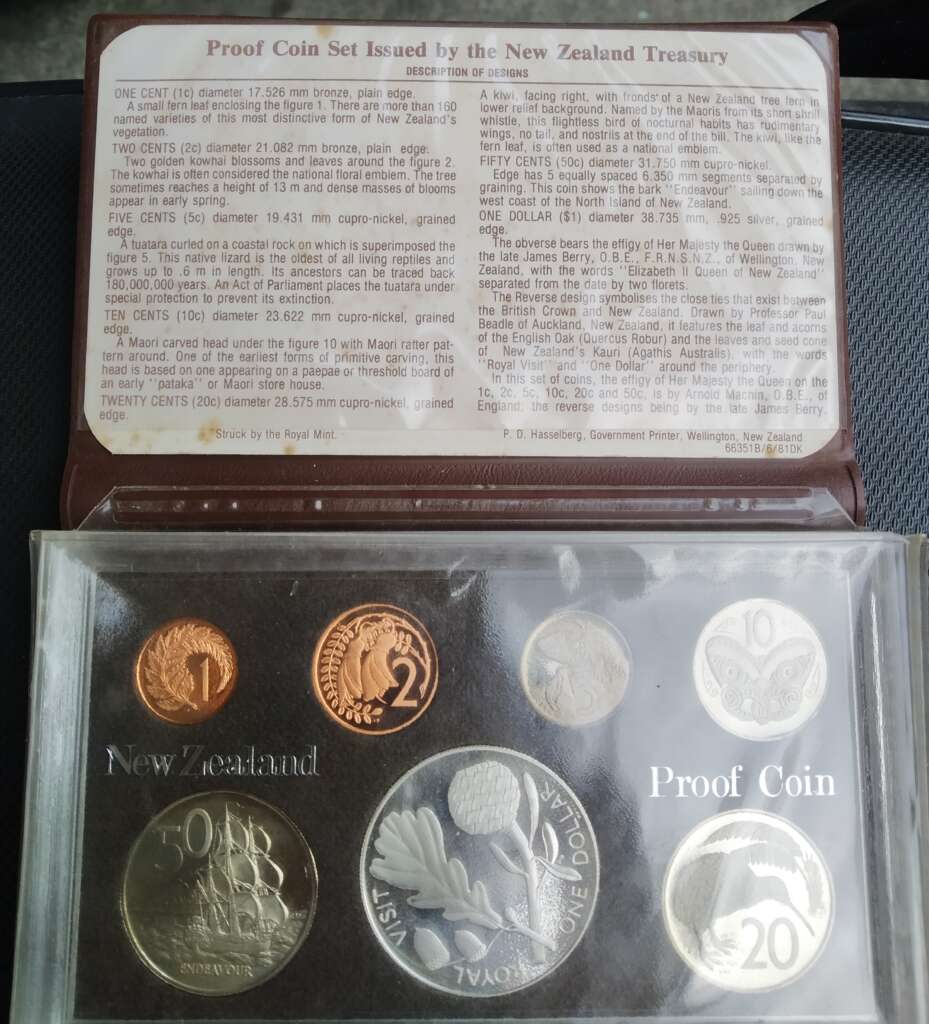 Proof Coin Set Issued by the New Zealand Treasury
DESCRIPTION OF DESIGNS
ONE CENT (1c) diameter 17.526 mm bronze, plain edge.
A small fern leaf enclosing the figure 1. There are more than 160
named varieties of this most distinctive form of New Zealand's
vegetation.
TWO CENTS (2c) diameter 21.082 mm bronze, plain edge.
Two golden kowhai blossoms and leaves around the figure 2.
The kowhai is often considered the national floral emblem. The tree
sometimes reaches a height of 13 m and dense masses of blooms
appear in early spring.
FIVE CENTS (5c) diameter 19.431 mm cupro-nickel, grained
edge.
A tuatara curled on a coastal rock on which is superimposed the
figure 5. This native lizard is the oldest of all living reptiles and
grows up to .6 m in length. Its ancestors can be traced back
180,000,000 years. An Act of Parliament places the tuatara under
special protection to prevent its extinction.
TEN CENTS (10c) diameter 23.622 mm cupro-nickel, grained
edge.
A Maori carved head under the figure 10 with Maori rafter pat-
tern around. One of the earliest forms of primitive carving, this
head is based on one appearing on a paepae or threshold board of
an early "pataka" or Maori store house.
TWENTY CENTS (20c) diameter 28.575 mm cupro-nickel, grained
edge.
A kiwi, facing right, with fronds of a New Zealand tree fern in
lower relief background. Named by the Maoris from its short shrill
whistle, this flightless bird of nocturnal habits has rudimentary
wings, no tail, and nostrils at the end of the bill. The kiwi, like the
fern leaf, is often used as a national emblem.
FIFTY CENTS (50c) diameter 31.750 mm cupro-nickel.
Edge has 5 equally spaced 6.350 mm segments separated by
graining. This coin shows the bark "Endeavour" sailing down the
west coast of the North Island of New Zealand.
ONE DOLLAR ($1) diameter 38.735 mm, .925 silver, grained
edge.
The obverse bears the effigy of Her Majesty the Queen drawn by
the late James Berry, O.B.E., F.R.N.S.N.Z., of Wellington, New
Zealand, with the words "Elizabeth II Queen of New Zealand"
separated from the date by two florets.
The Reverse design symbolises the close ties that exist between
the British Crown and New Zealand. Drawn by Professor Paul
Beadle of Auckland, New Zealand, it features the leaf and acorns
of the English Oak (Quercus Robur) and the leaves and seed cone
of New Zealand's Kauri (Agathis Australis), with the words
"Royal Visit" and "One Dollar" around the periphery.
In this set of coins, the effigy of Her Majesty the Queen on the
1c, 2c, 5c, 10c, 20c and 50c, is by Arnold Machin, O.B.E., of
England; the reverse designs being by the late James Berry.
Struck by the Royal Mint.
P. D. Hasselberg, Government Printer, Wellington, New Zealand
66351B/6/81DK
1
2
5
10
New Zealand
Proof Coin
50
ENDEAVOUR
ROYAL VISIT
ONE DOLLAR
20